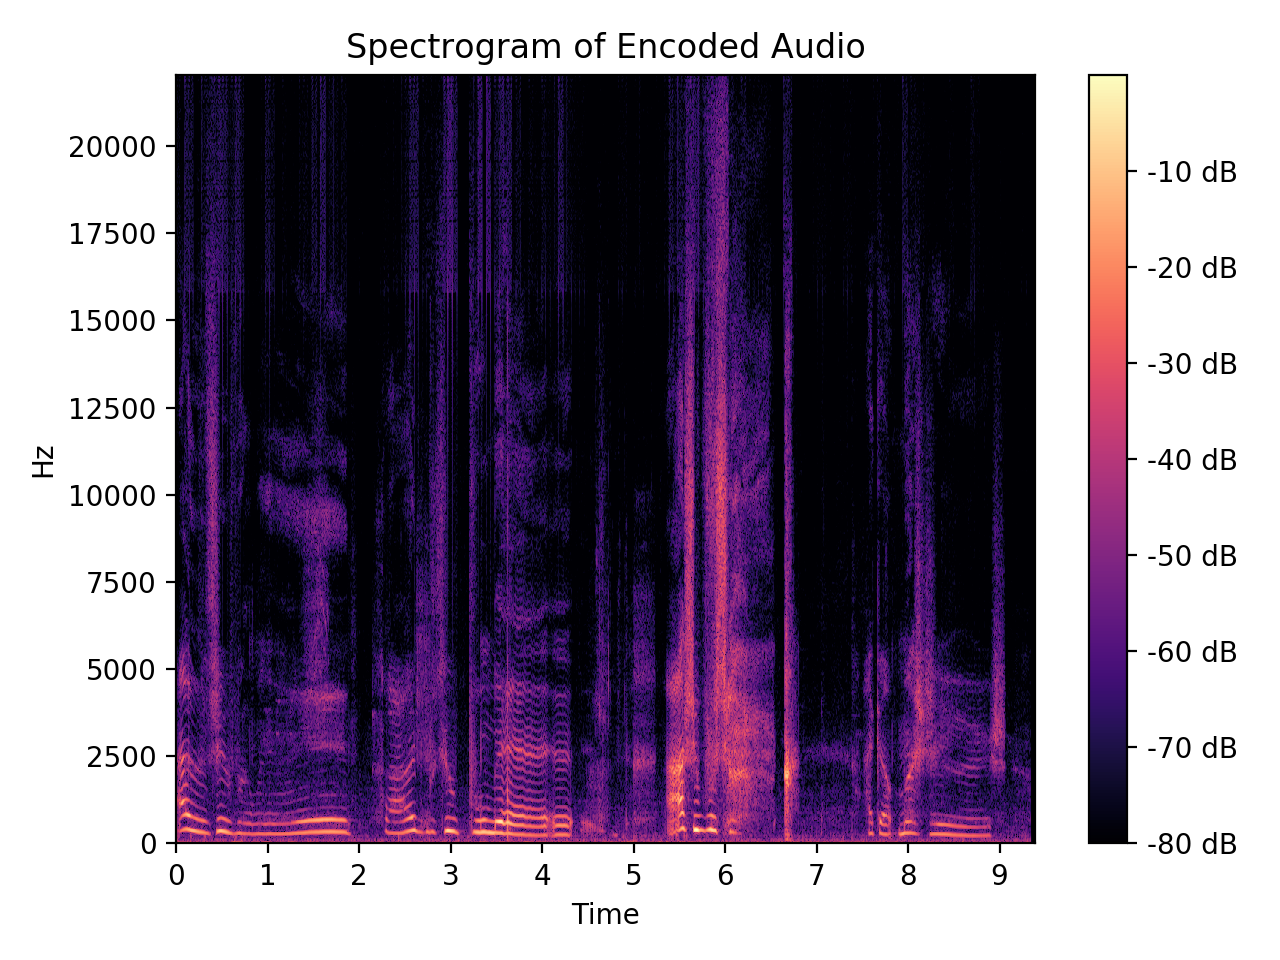 Spectrogram of Encoded Audio
20000
17500
15000
12500
10000
7500
5000
2500
0
Hz
0 1 2 3 4 5 6 7 8 9
Time
-10 dB
-20 dB
-30 dB
-40 dB
-50 dB
-60 dB
-70 dB
-80 dB